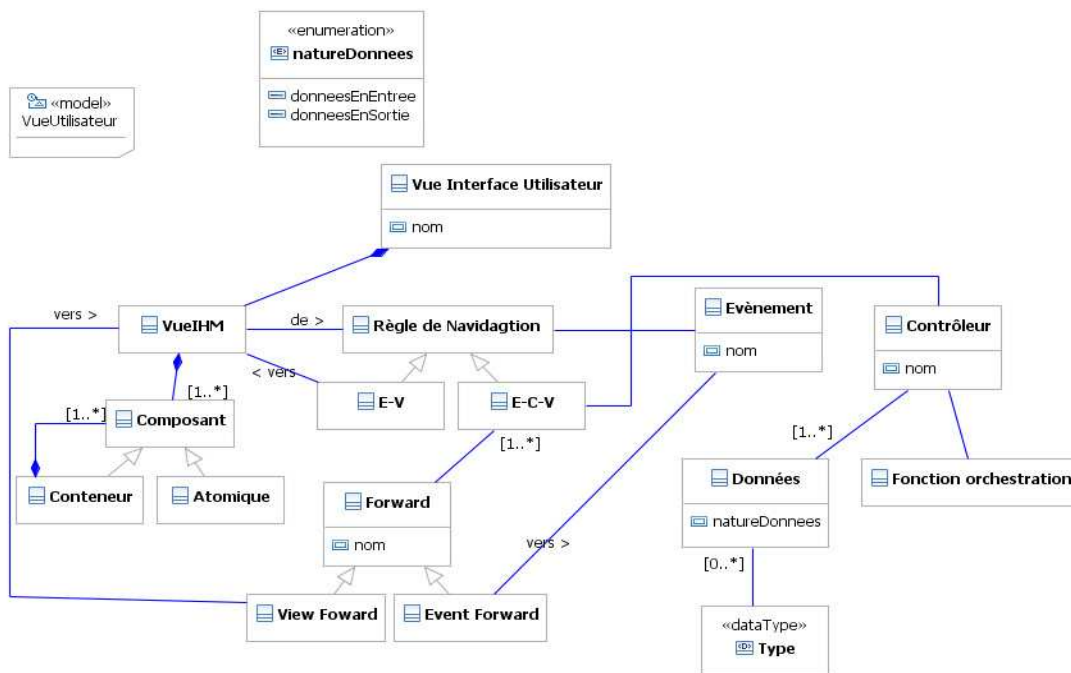 «enumeration»
natureDonnees
donneesEnEntree
donneesEnSortie
«model»
VueUtilisateur
Vue Interface Utilisateur
nom
vers >
VueIHM
de >
Règle de Navidagtion
Evènement
nom
Contrôleur
nom
< vers
[1..*]
[1..*]
Composant
E-V
E-C-V
[1..*]
[1..*]
Conteneur
Atomique
Forward
nom
Données
natureDonnees
Fonction orchestration
vers >
[0..*]
View Foward
Event Forward
«dataType»
Type